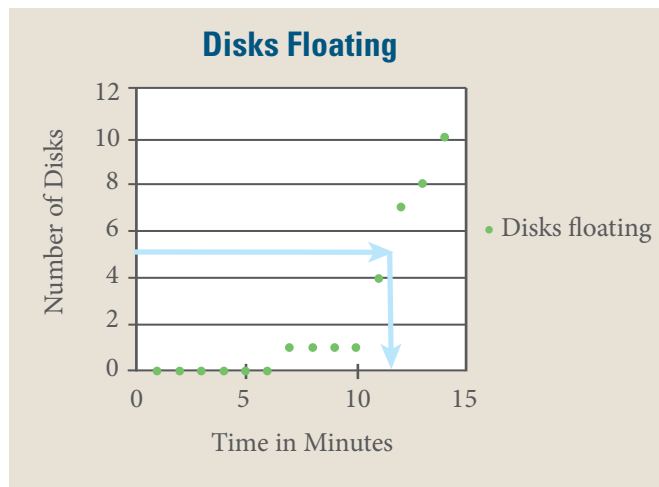 Disks Floating
12
10
8
6
4
2
0
Number of Disks
Disks floating
0 5 10 15
Time in Minutes